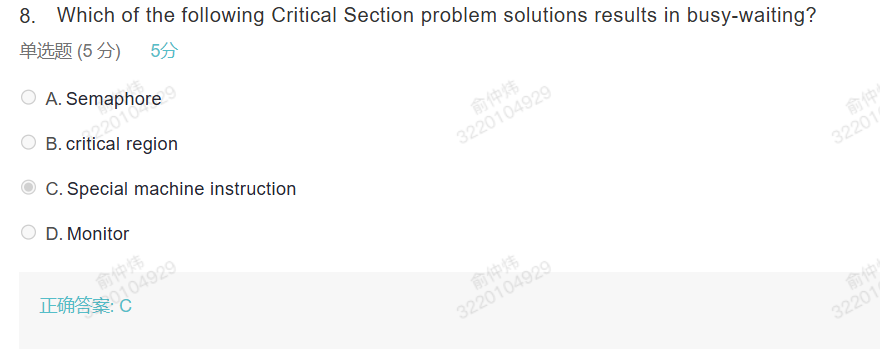 8. Which of the following Critical Section problem solutions results in busy-waiting?
单选题 (5 分) 5分
A. Semaphore
俞仲炜
3220104929
俞仲炜
3220104929
俞仲
32201
B. critical region
C. Special machine instruction
D. Monitor
俞仲炜
3220104929
俞仲炜
3220104929
俞仲
32201
正确答案: C